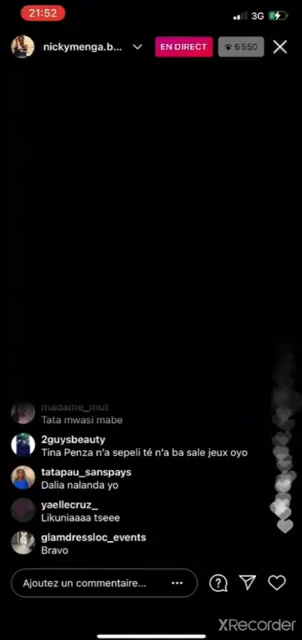 21:52
3G
nickymenga.b...
EN DIRECT
6550
madame_mut
Tata mwasi mabe
2guysbeauty
Tina Penza n'a sepeli té n'a ba sale jeux oyo
tatapau_sanspays
Dalia nalanda yo
yaellecruz_
Likuniaaaa tseee
glamdressloc_events
Bravo
Ajoutez un commentaire...
XRecorder